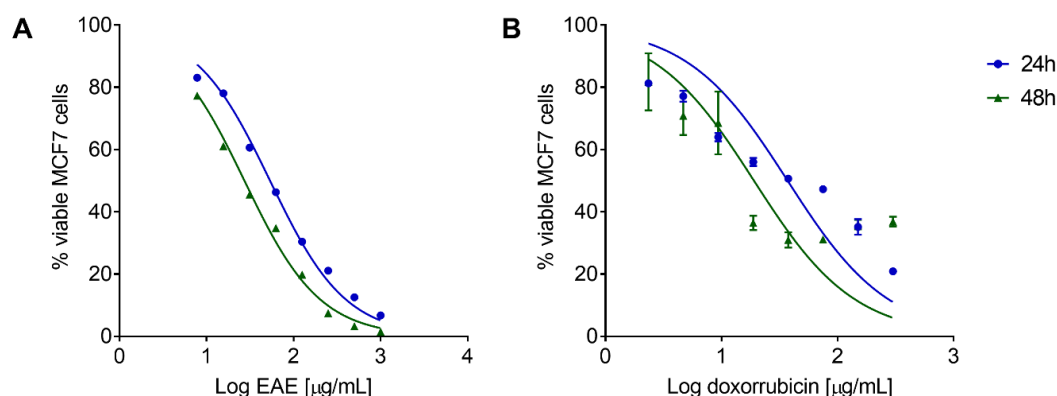 A
100
80
60
40
20
0
% viable MCF7 cells
0 1 2 3 4
Log EAE [µg/mL]
B
100
80
60
40
20
0
% viable MCF7 cells
0 1 2 3
Log doxorrubicin [µg/mL]
24h
48h